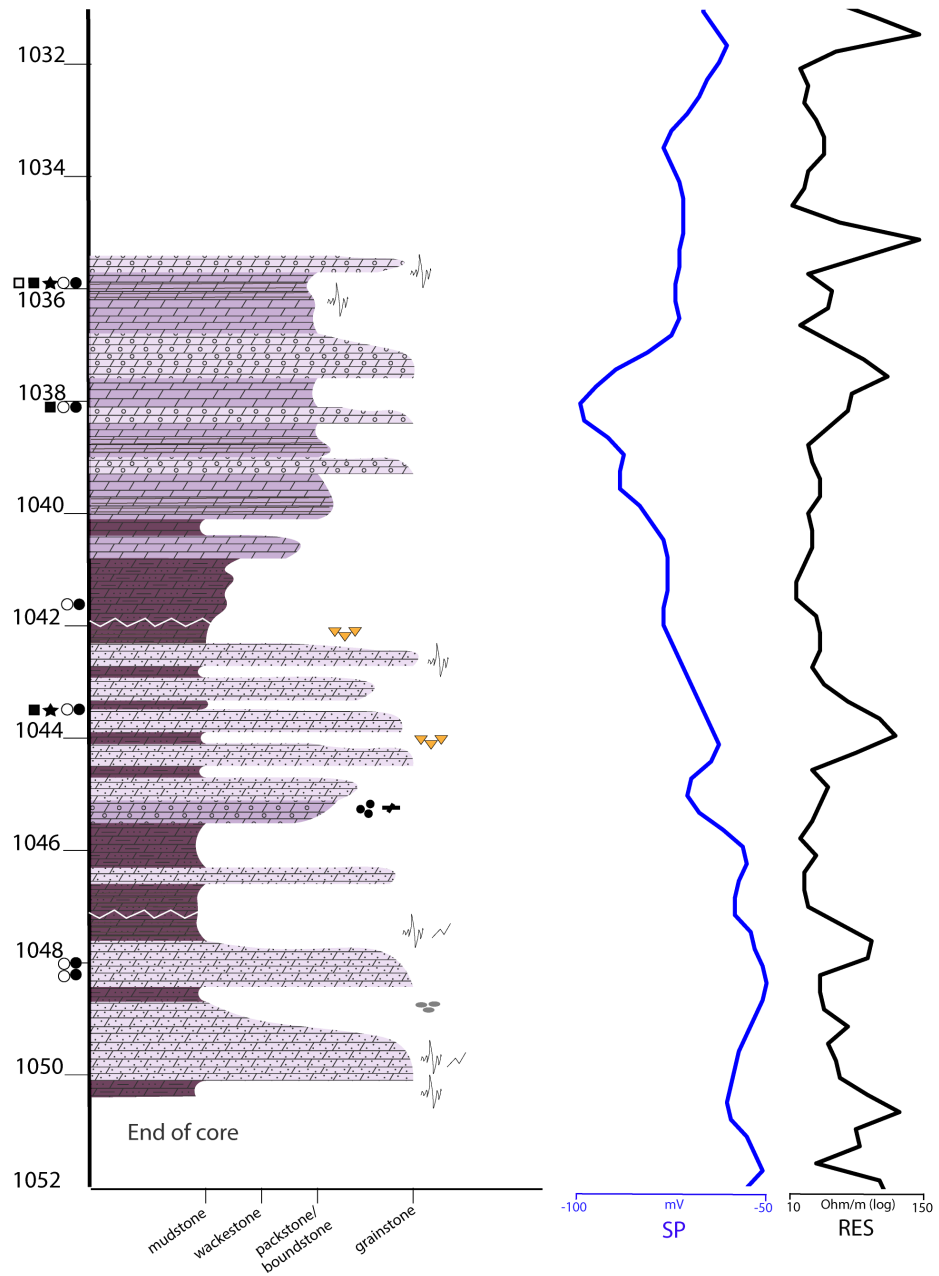 1032
1034
1036
1038
1040
1042
1044
1046
1048
1050
End of core
1052
mudstone
wackestone
packstone/
boundstone
grainstone
-100
mV
-50
SP
10
Ohm/m (log)
150
RES